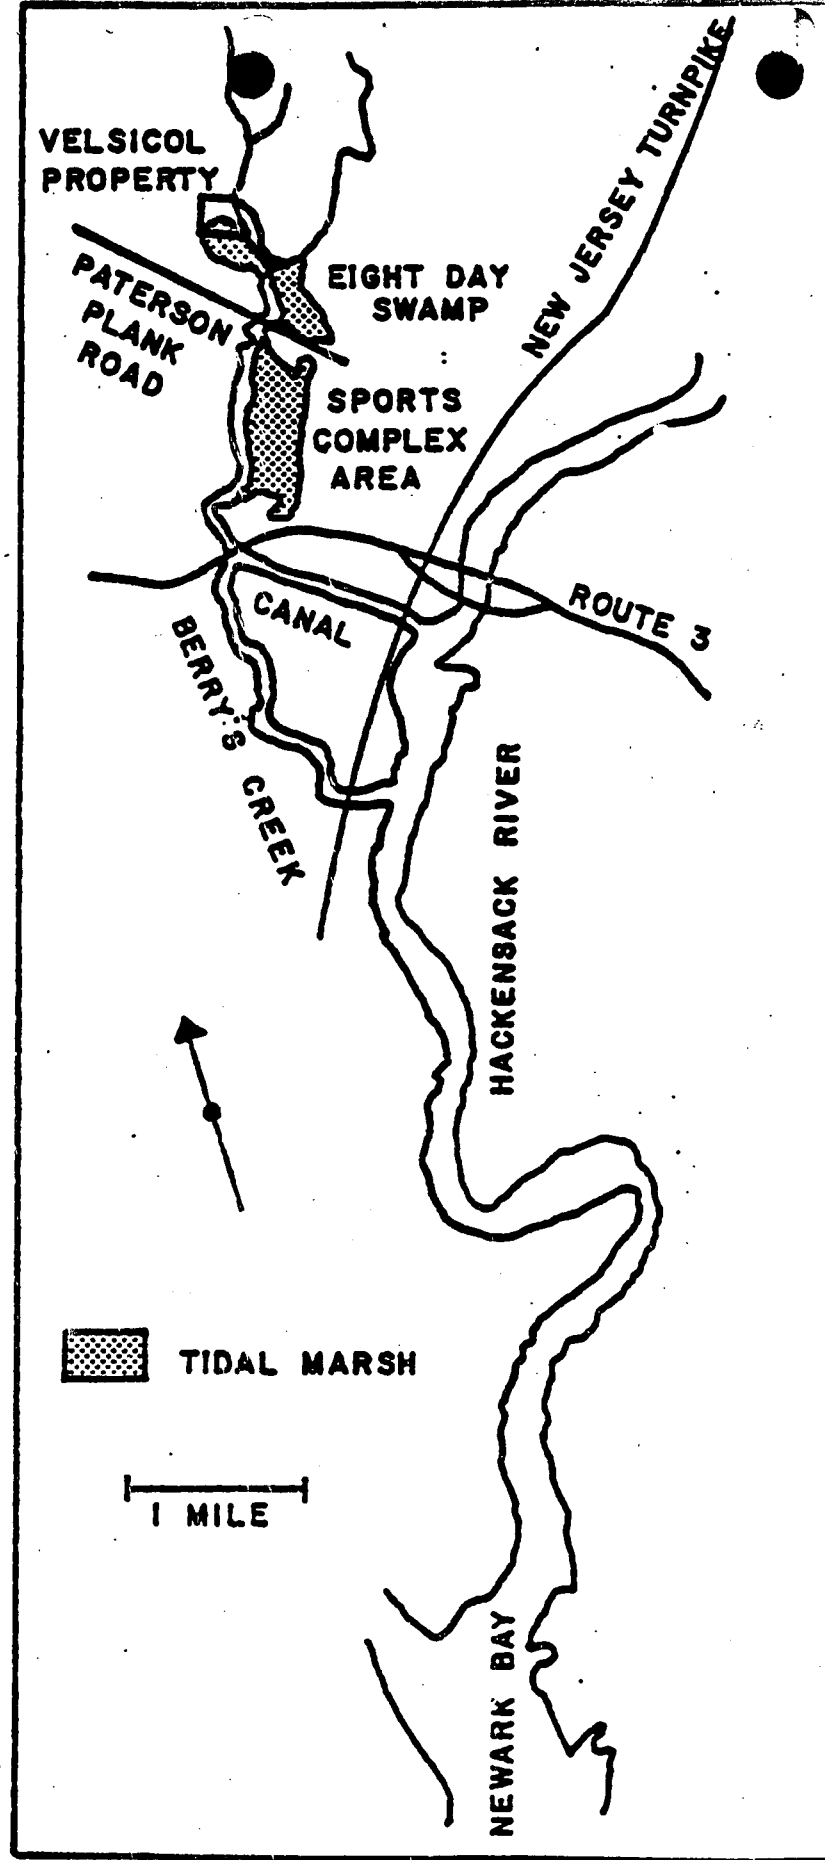 VELSICOL
PROPERTY
NEW JERSEY TURNPIKE
PATERSON
PLANK
ROAD
EIGHT DAY
SWAMP
SPORTS
COMPLEX
AREA
ROUTE 3
CANAL
BERRY'S CREEK
HACKENSACK RIVER
TIDAL MARSH
1 MILE
NEWARK BAY